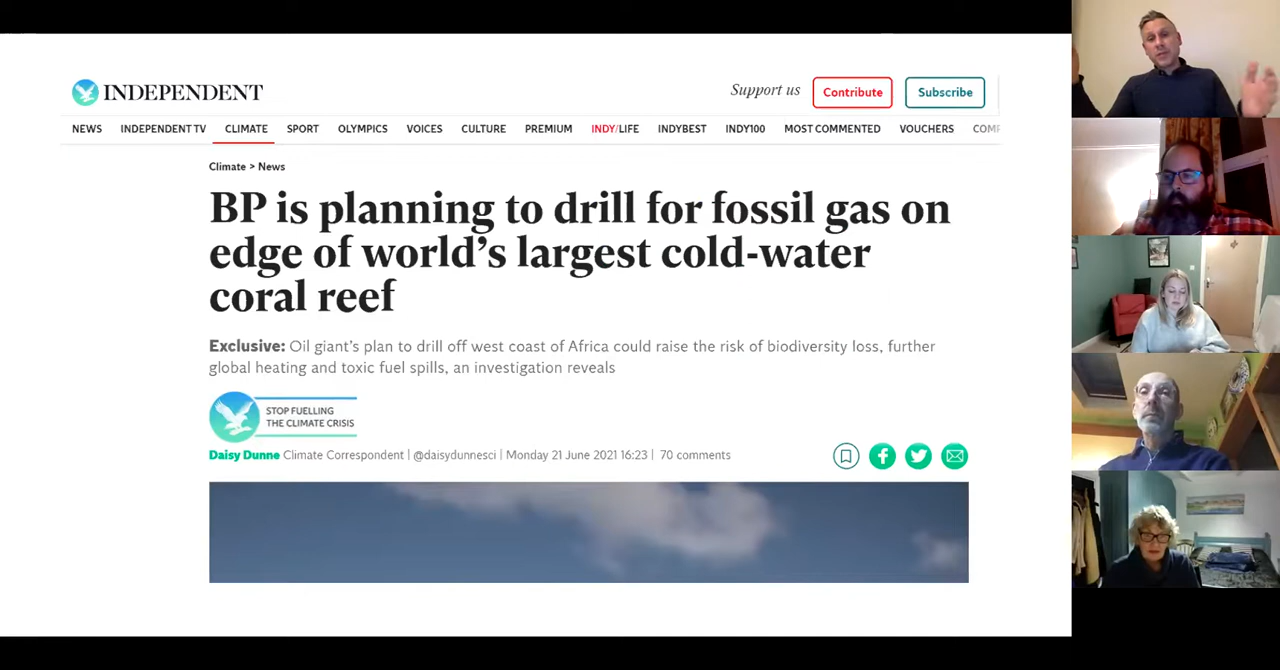 INDEPENDENT
Support us
Contribute
Subscribe
NEWS INDEPENDENT TV CLIMATE SPORT OLYMPICS VOICES CULTURE PREMIUM INDY/LIFE INDYBEST INDY100 MOST COMMENTED VOUCHERS
Climate > News
BP is planning to drill for fossil gas on
edge of world's largest cold-water
coral reef
Exclusive: Oil giant's plan to drill off west coast of Africa could raise the risk of biodiversity loss, further
global heating and toxic fuel spills, an investigation reveals
STOP FUELLING
THE CLIMATE CRISIS
Daisy Dunne Climate Correspondent | @daisydunnesci | Monday 21 June 2021 16:23 | 70 comments